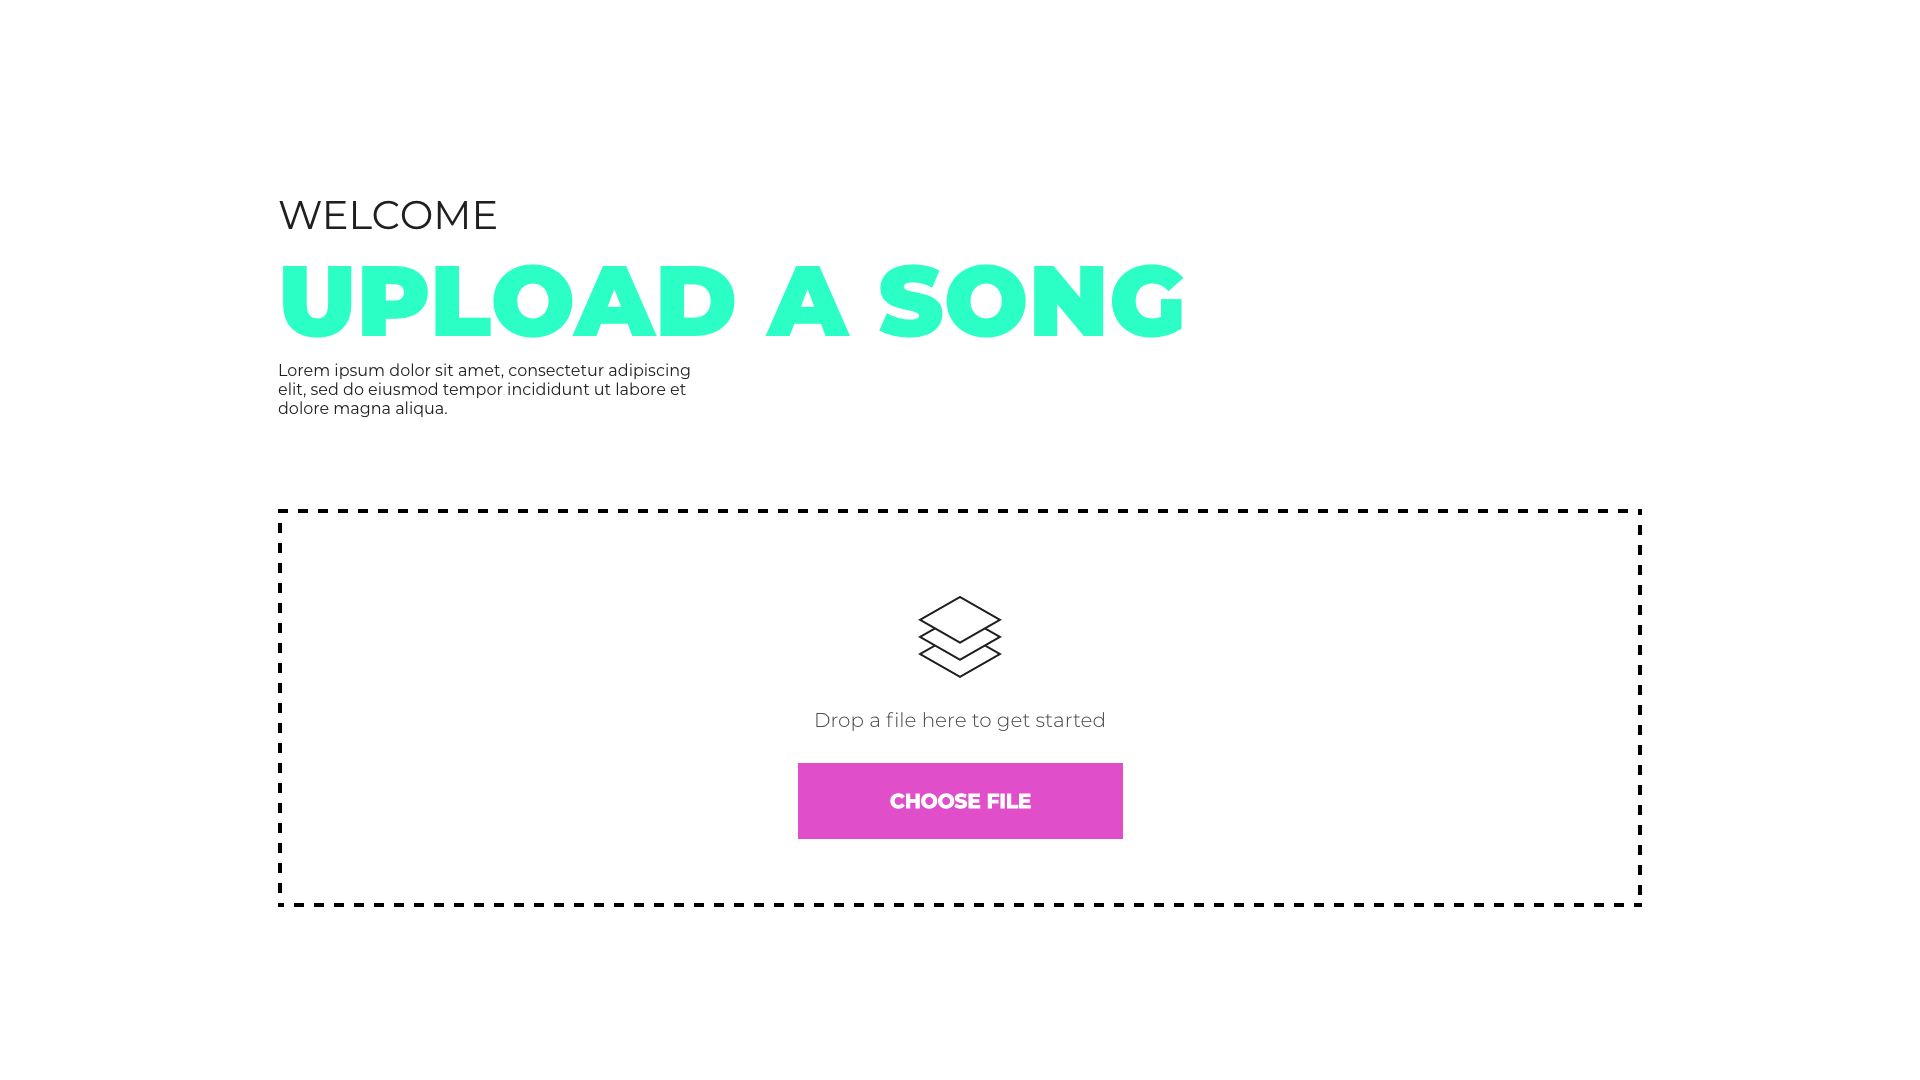 WELCOME
UPLOAD A SONG
Lorem ipsum dolor sit amet, consectetur adipiscing
elit, sed do eiusmod tempor incididunt ut labore et
dolore magna aliqua.
Drop a file here to get started
CHOOSE FILE